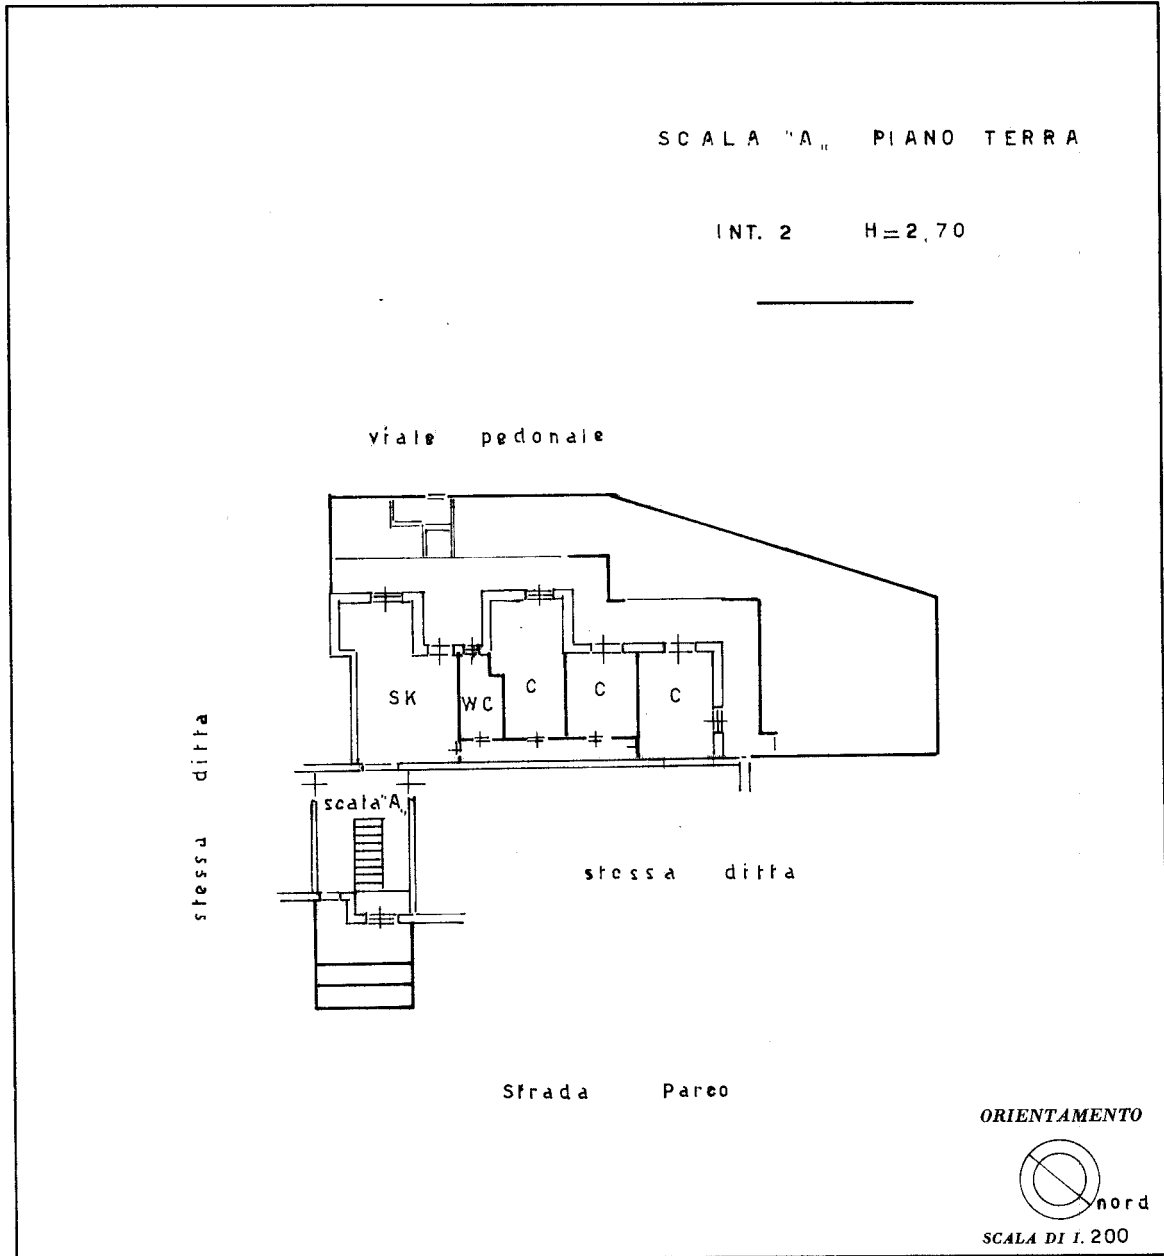 SCALA "A„ PIANO TERRA
INT. 2 H=2,70
viale pedonale
SK
WC
C
C
C
stessa ditta
scala "A„
stessa ditta
Strada Parco
ORIENTAMENTO
nord
SCALA DI 1.200